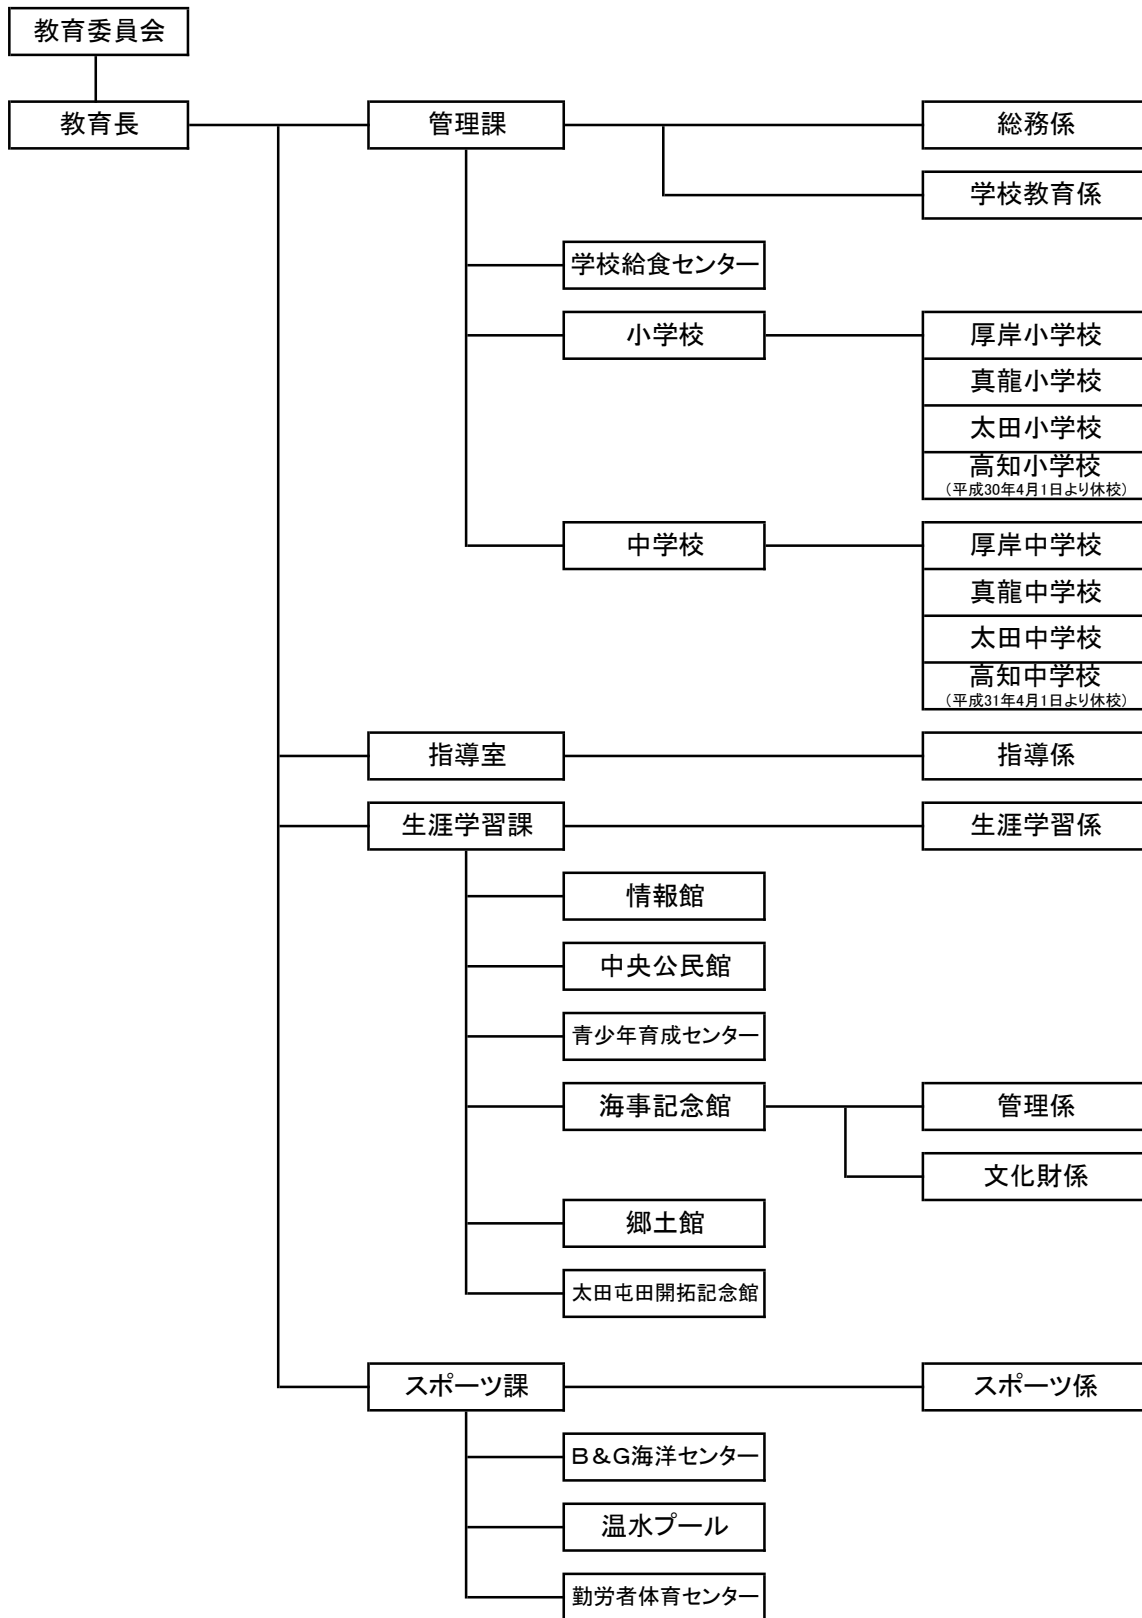 教育委員会
教育長
管理課
総務係
学校教育係
学校給食センター
小学校
厚岸小学校
真龍小学校
太田小学校
高知小学校
（平成30年4月1日より休校）
中学校
厚岸中学校
真龍中学校
太田中学校
高知中学校
（平成31年4月1日より休校）
指導室
指導係
生涯学習課
生涯学習係
情報館
中央公民館
青少年育成センター
海事記念館
管理係
文化財係
郷土館
太田屯田開拓記念館
スポーツ課
スポーツ係
B&G海洋センター
温水プール
勤労者体育センター